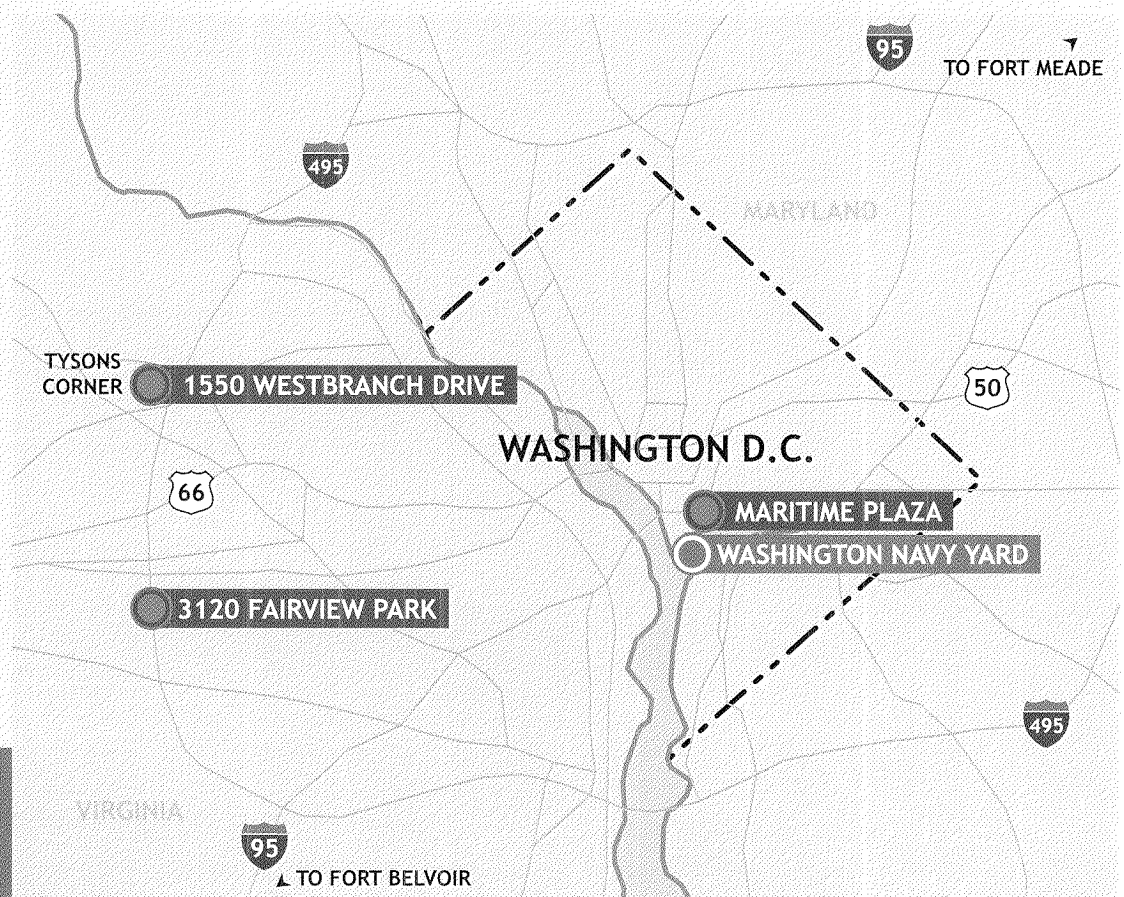 95
TO FORT MEADE
495
MARYLAND
TYSONS
CORNER
1550 WESTBRANCH DRIVE
50
WASHINGTON D.C.
66
MARITIME PLAZA
WASHINGTON NAVY YARD
3120 FAIRVIEW PARK
495
VIRGINIA
95
TO FORT BELVOIR